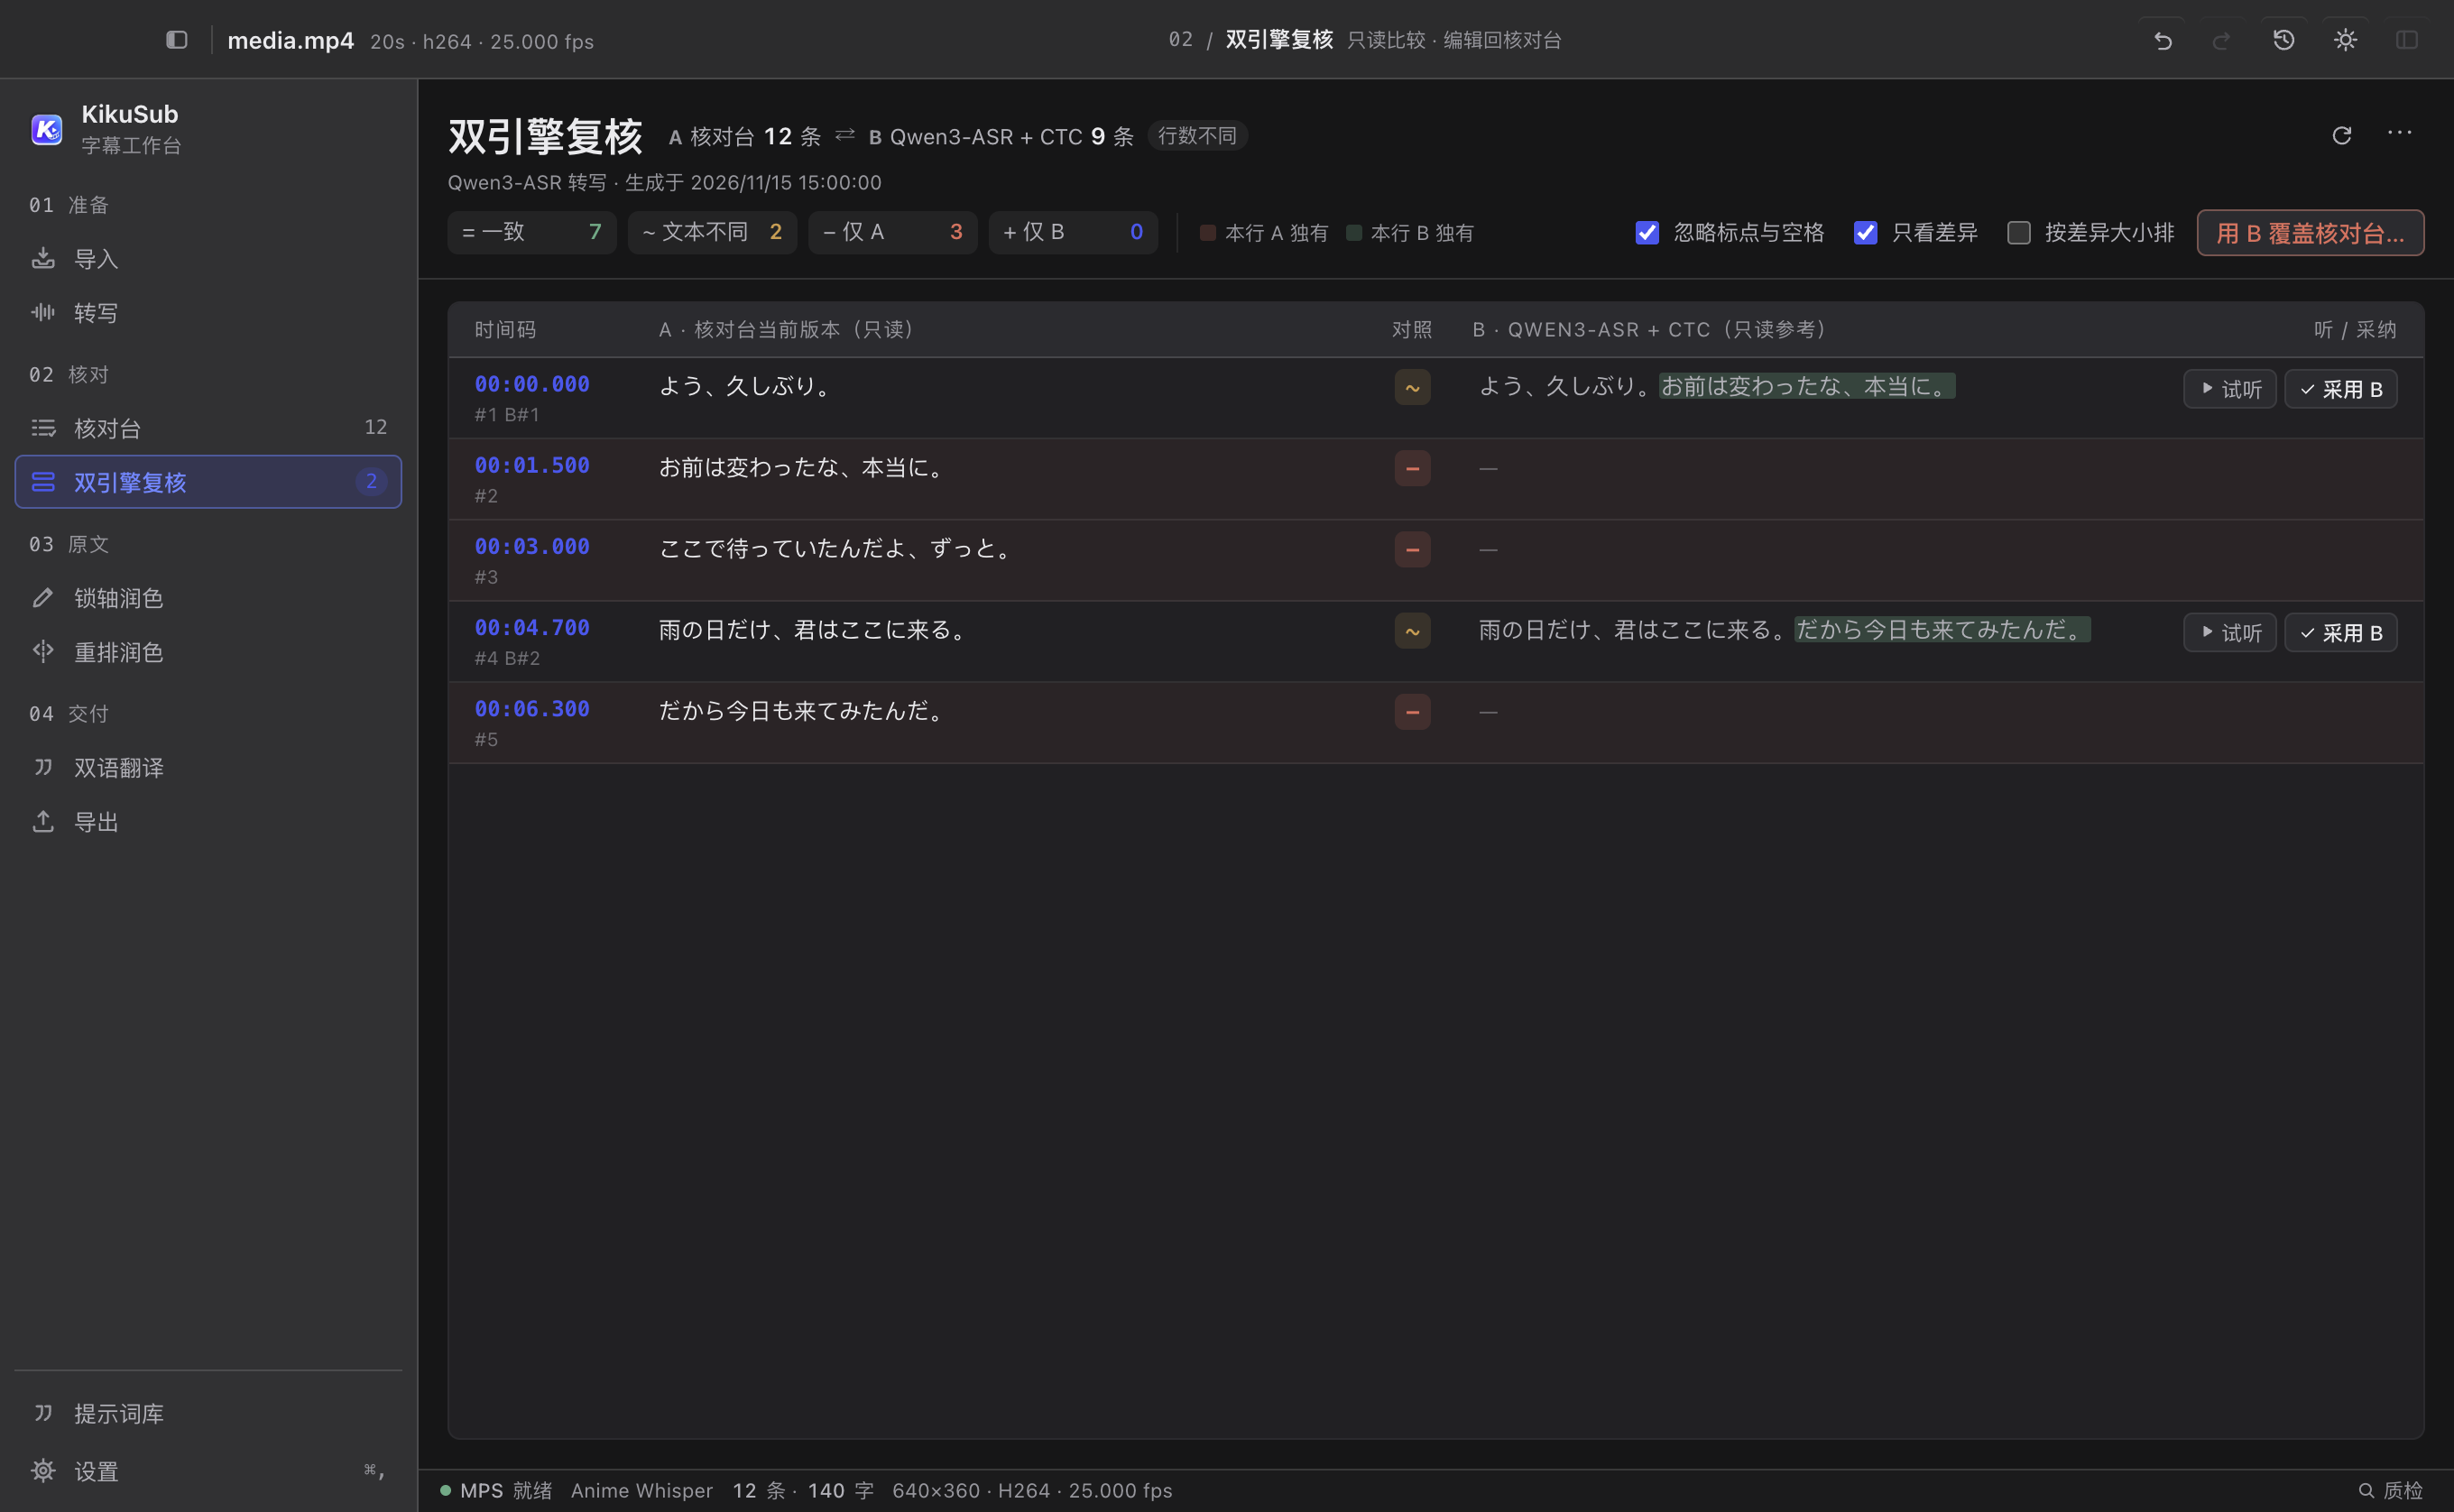 media.mp4 20s · h264 · 25.000 fps
02 / 双引擎复核 只读比较 · 编辑回核对台
KikuSub
字幕工作台
01 准备
导入
转写
02 核对
核对台 12
双引擎复核 2
03 原文
锁轴润色
重排润色
04 交付
双语翻译
导出
提示词库
设置 ⌘,
双引擎复核 A 核对台 12 条 ⇄ B Qwen3-ASR + CTC 9 条 行数不同
Qwen3-ASR 转写 · 生成于 2026/11/15 15:00:00
= 一致 7 ~ 文本不同 2 − 仅 A 3 + 仅 B 0 本行 A 独有 本行 B 独有 忽略标点与空格 只看差异 按差异大小排 用 B 覆盖核对台...
时间码 A · 核对台当前版本（只读） 对照 B · QWEN3-ASR + CTC（只读参考） 听 / 采纳
00:00.000 よう、久しぶり。 ~ よう、久しぶり。お前は変わったな、本当に。 试听 采用 B
#1 B#1
00:01.500 お前は変わったな、本当に。 − —
#2
00:03.000 ここで待っていたんだよ、ずっと。 − —
#3
00:04.700 雨の日だけ、君はここに来る。 ~ 雨の日だけ、君はここに来る。だから今日も来てみたんだ。 试听 采用 B
#4 B#2
00:06.300 だから今日も来てみたんだ。 − —
#5
MPS 就绪 Anime Whisper 12 条 · 140 字 640×360 · H264 · 25.000 fps 质检